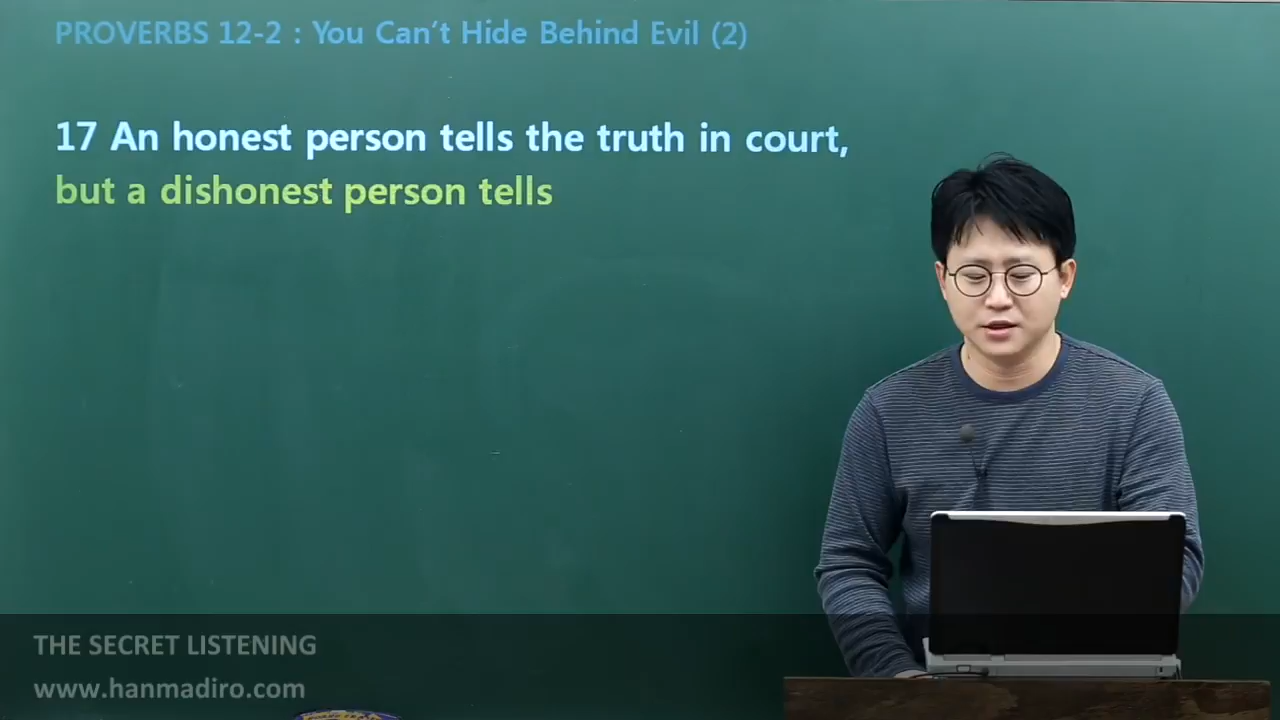 PROVERBS 12-2 : You Can't Hide Behind Evil (2)
17 An honest person tells the truth in court,
but a dishonest person tells
THE SECRET LISTENING
www.hanmadiro.com